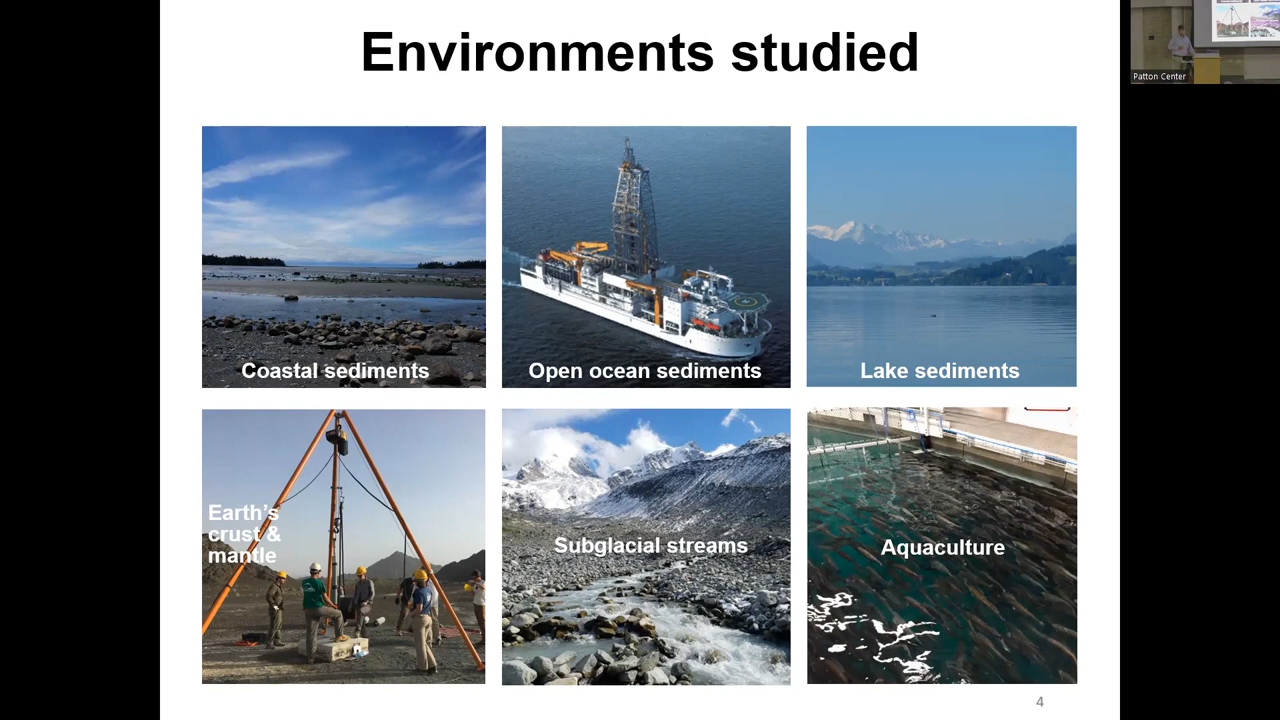 Environments studied
Patton Center
Coastal sediments
Open ocean sediments
Lake sediments
Earth's
crust &
mantle
Subglacial streams
Aquaculture
4